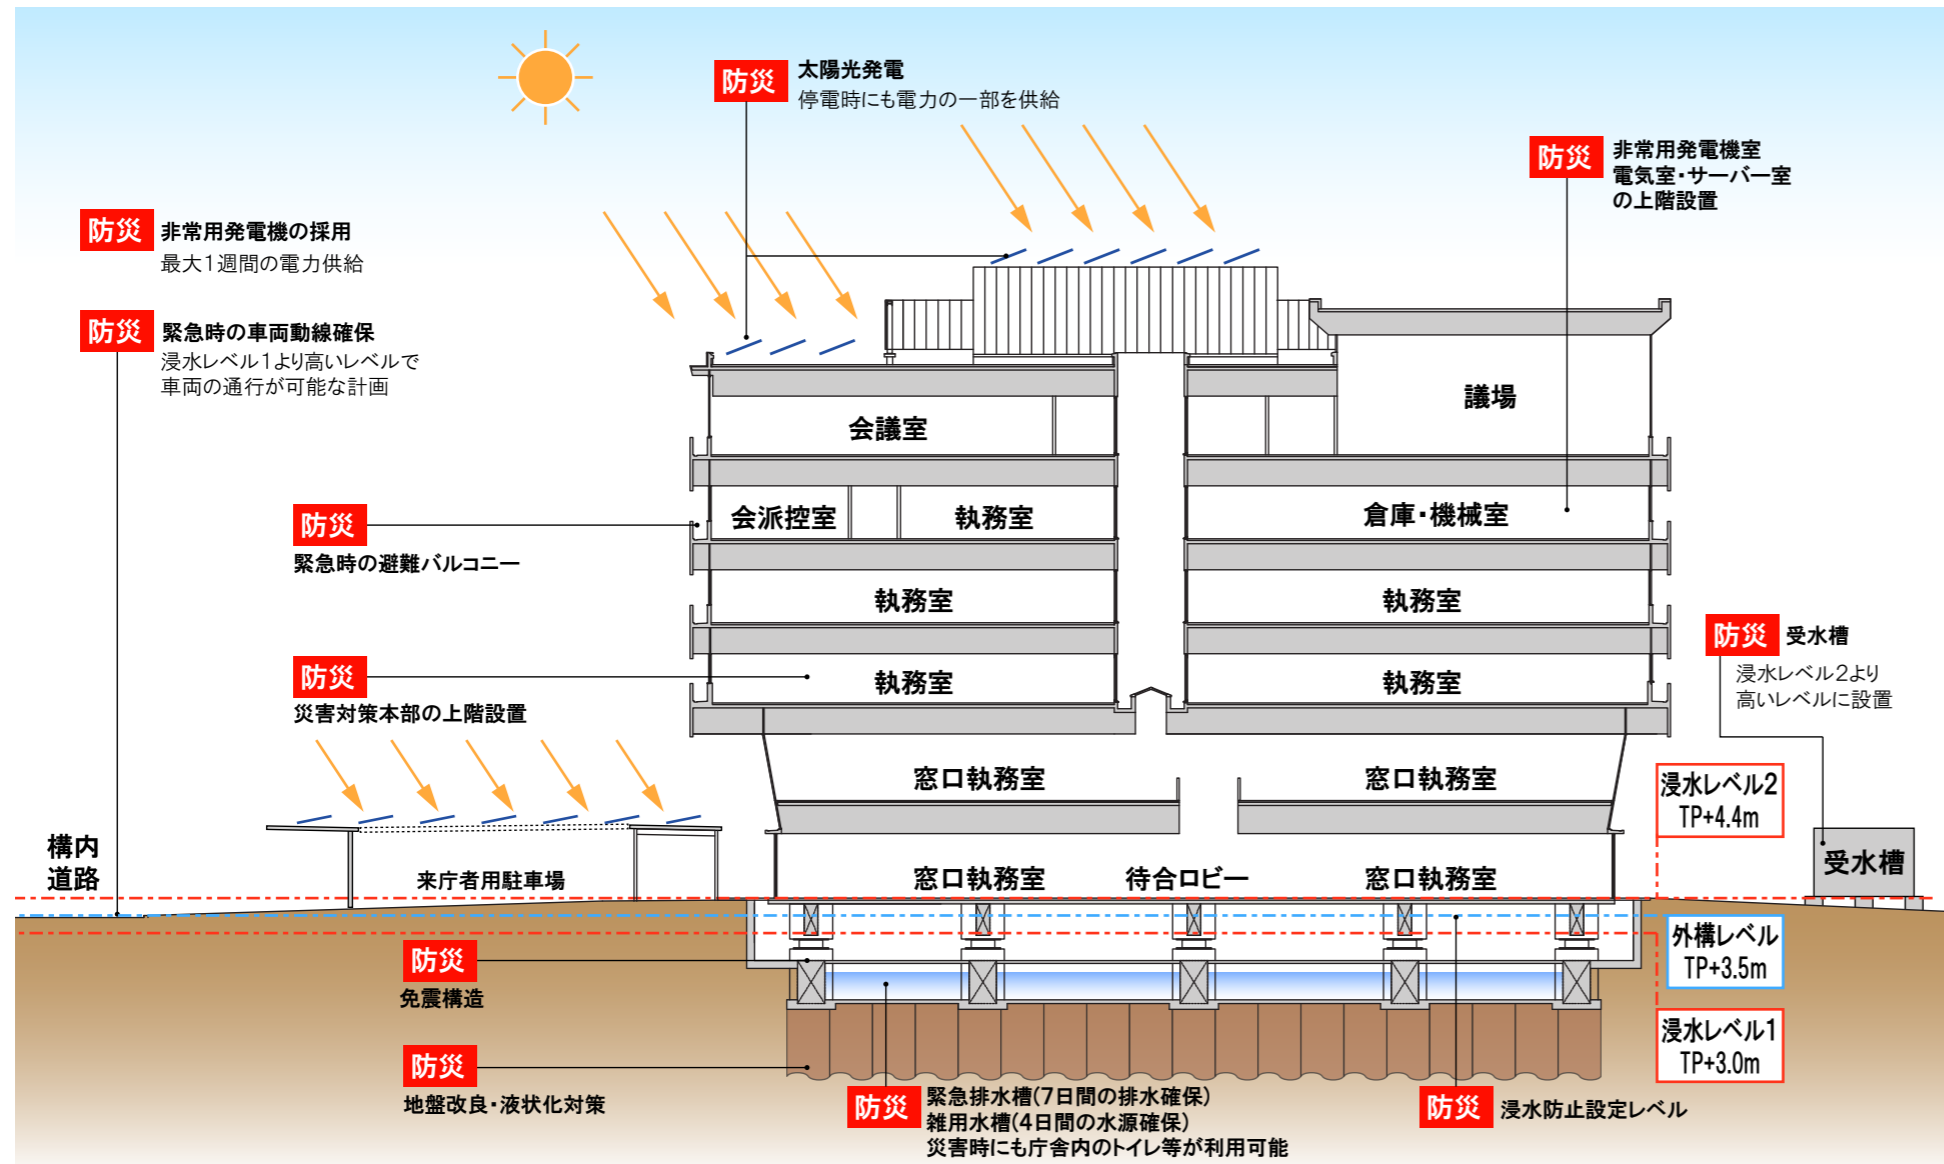 防災
太陽光発電
停電時にも電力の一部を供給
防災
非常用発電機室
電気室・サーバー室
の上階設置
防災
非常用発電機の採用
最大1週間の電力供給
防災
緊急時の車両動線確保
浸水レベル1より高いレベルで
車両の通行が可能な計画
議場
会議室
防災
緊急時の避難バルコニー
会派控室
執務室
倉庫・機械室
執務室
執務室
防災
災害対策本部の上階設置
執務室
執務室
防災
受水槽
浸水レベル2より
高いレベルに設置
窓口執務室
窓口執務室
浸水レベル2
TP+4.4m
構内
道路
来庁者用駐車場
窓口執務室
待合ロビー
窓口執務室
受水槽
外構レベル
TP+3.5m
防災
免震構造
浸水レベル1
TP+3.0m
防災
地盤改良・液状化対策
防災
緊急排水槽(7日間の排水確保)
雑用水槽(4日間の水源確保)
災害時にも庁舎内のトイレ等が利用可能
防災
浸水防止設定レベル